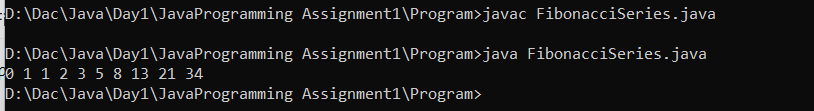 D:\Dac\Java\Day1\JavaProgramming Assignment1\Program>javac FibonacciSeries.java
D:\Dac\Java\Day1\JavaProgramming Assignment1\Program>java FibonacciSeries.java
0 1 1 2 3 5 8 13 21 34
D:\Dac\Java\Day1\JavaProgramming Assignment1\Program>